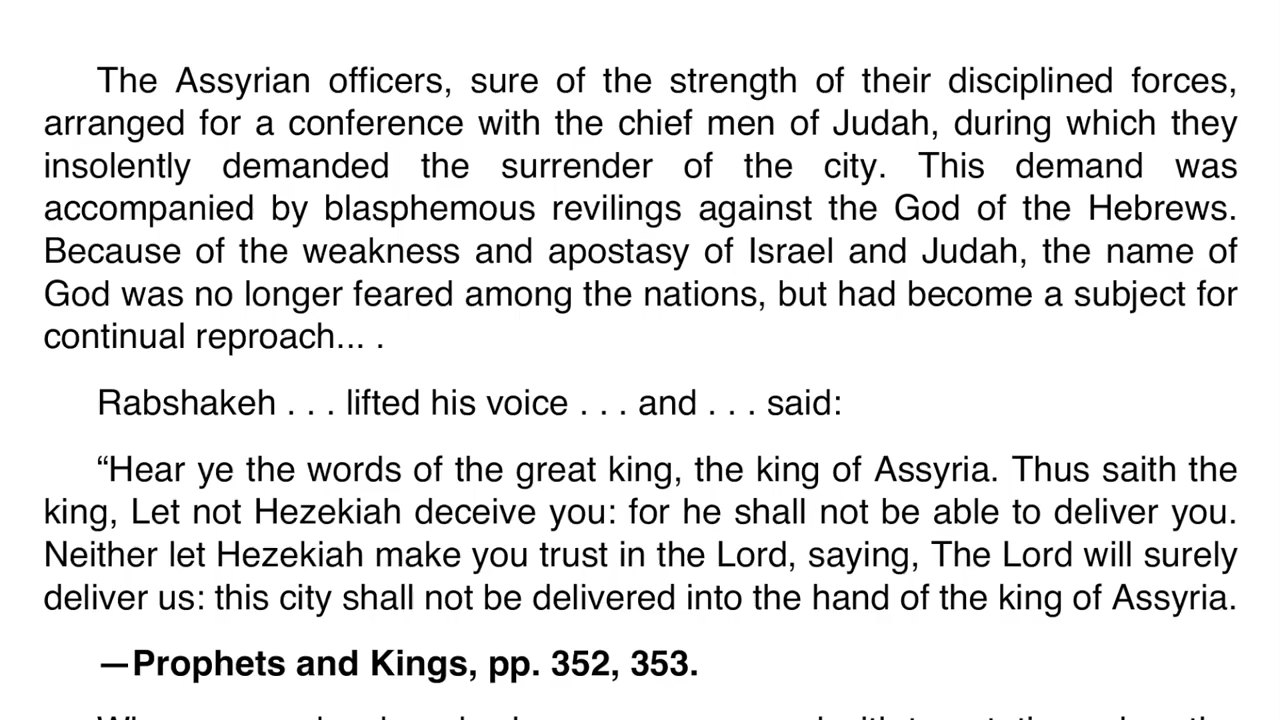 The Assyrian officers, sure of the strength of their disciplined forces,
arranged for a conference with the chief men of Judah, during which they
insolently demanded the surrender of the city. This demand was
accompanied by blasphemous revilings against the God of the Hebrews.
Because of the weakness and apostasy of Israel and Judah, the name of
God was no longer feared among the nations, but had become a subject for
continual reproach... .
Rabshakeh . . . lifted his voice . . . and . . . said:
“Hear ye the words of the great king, the king of Assyria. Thus saith the
king, Let not Hezekiah deceive you: for he shall not be able to deliver you.
Neither let Hezekiah make you trust in the Lord, saying, The Lord will surely
deliver us: this city shall not be delivered into the hand of the king of Assyria.
—Prophets and Kings, pp. 352, 353.